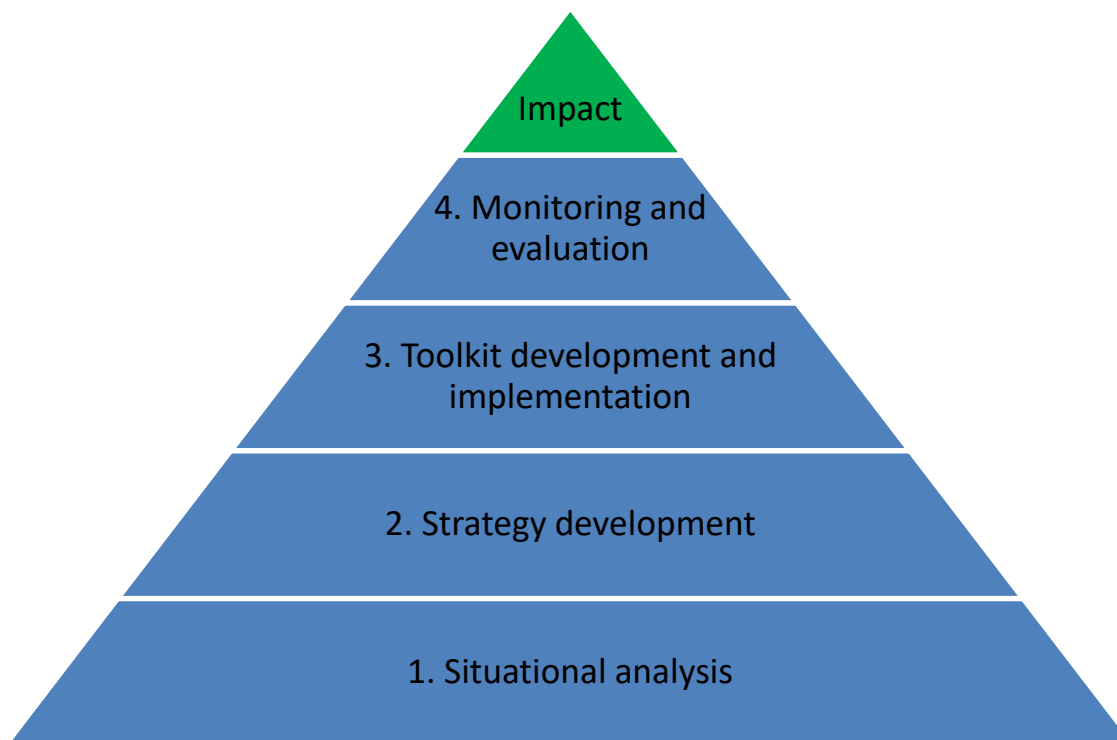 Impact
4. Monitoring and
evaluation
3. Toolkit development and
implementation
2. Strategy development
1. Situational analysis